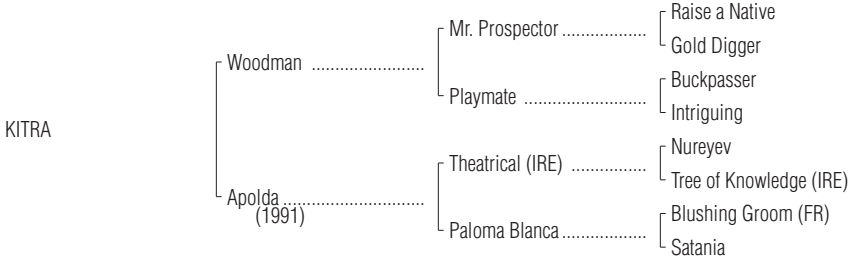 Raise a Native
Mr. Prospector ..................
Gold Digger
Woodman ........................
Buckpasser
Playmate ..........................
Intriguing
KITRA
Nureyev
Theatrical (IRE) ................
Tree of Knowledge (IRE)
Apolda ..............................
(1991)
Blushing Groom (FR)
Paloma Blanca ..................
Satania